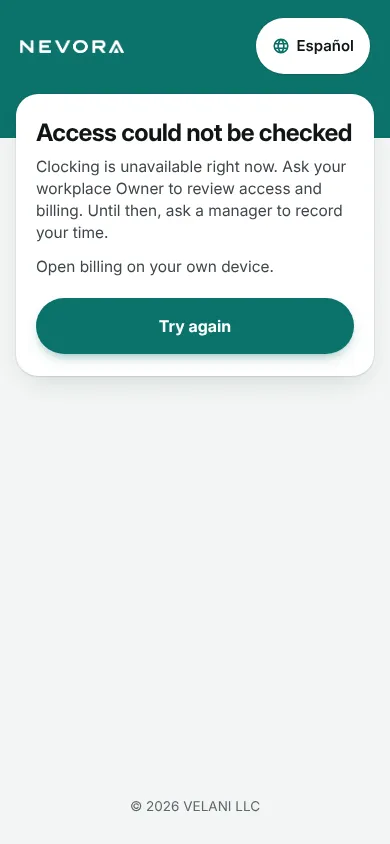 NEVORA
Español
Access could not be checked
Clocking is unavailable right now. Ask your
workplace Owner to review access and
billing. Until then, ask a manager to record
your time.
Open billing on your own device.
Try again
© 2026 VELANI LLC